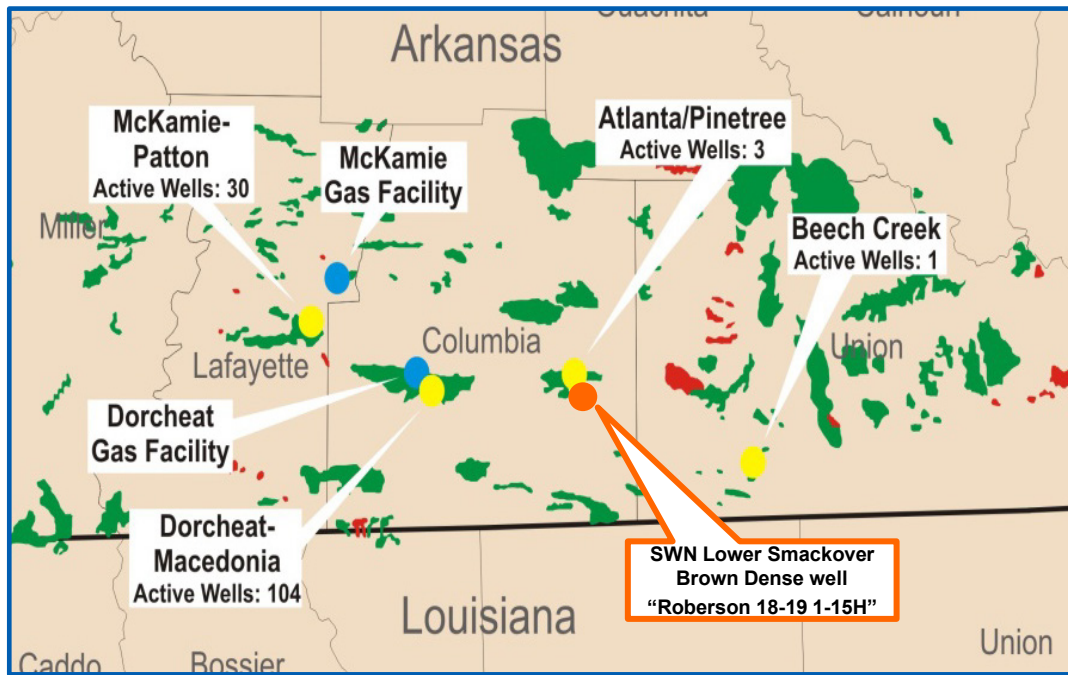 Ouachita
Calhoun
Arkansas
McKamie-
Patton
Active Wells: 30
McKamie
Gas Facility
Atlanta/Pinetree
Active Wells: 3
Miller
Beech Creek
Active Wells: 1
Lafayette
Columbia
Union
Dorcheat
Gas Facility
Dorcheat-
Macedonia
Active Wells: 104
SWN Lower Smackover
Brown Dense well
“Roberson 18-19 1-15H”
Louisiana
Union
Caddo
Bossier